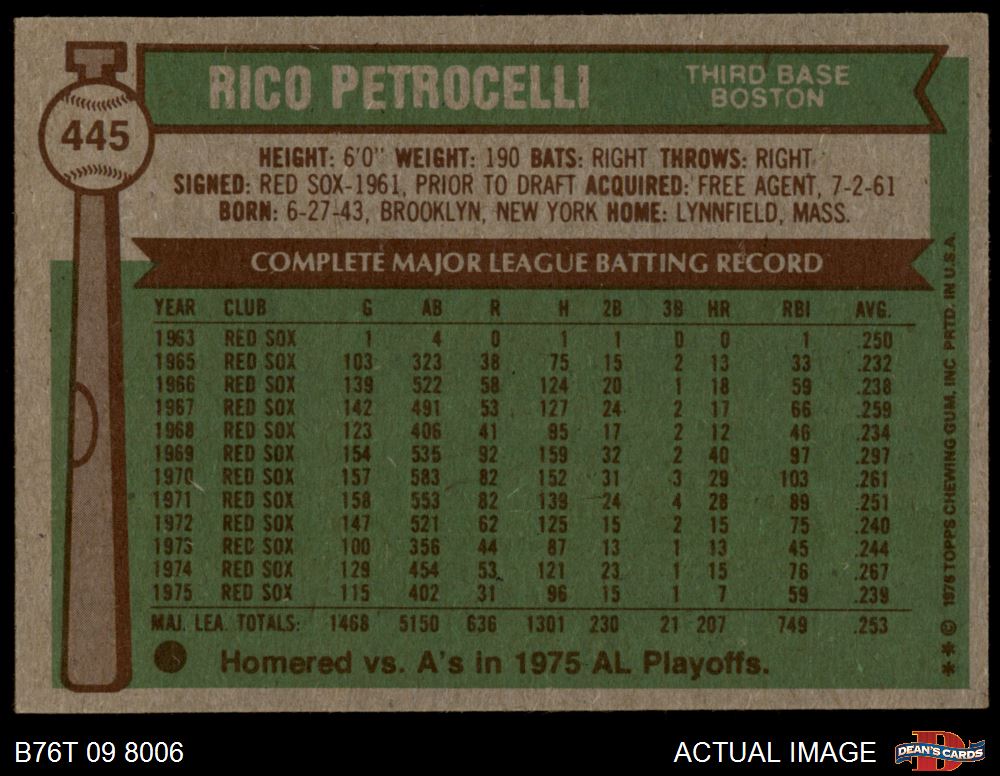 445
RICO PETROCELLI
THIRD BASE
BOSTON
HEIGHT: 6'0" WEIGHT: 190 BATS: RIGHT THROWS: RIGHT
SIGNED: RED SOX-1961, PRIOR TO DRAFT ACQUIRED: FREE AGENT, 7-2-61
BORN: 6-27-43, BROOKLYN, NEW YORK HOME: LYNNFIELD, MASS.
COMPLETE MAJOR LEAGUE BATTING RECORD
YEAR CLUB G AB R H 2B 3B HR RBI AVG.
1963 RED SOX 1 4 0 1 1 0 0 1 .250
1965 RED SOX 103 323 38 75 15 2 13 33 .232
1966 RED SOX 139 522 58 124 20 1 18 59 .238
1967 RED SOX 142 491 53 127 24 2 17 66 .259
1968 RED SOX 123 406 41 95 17 2 12 46 .234
1969 RED SOX 154 535 92 159 32 2 40 97 .297
1970 RED SOX 157 583 82 152 31 3 29 103 .261
1971 RED SOX 158 553 82 139 24 4 28 89 .251
1972 RED SOX 147 521 62 125 15 2 15 75 .240
1973 RED SOX 100 356 44 87 13 1 13 45 .244
1974 RED SOX 129 454 53 121 23 1 15 76 .267
1975 RED SOX 115 402 31 96 15 1 7 59 .239
MAJ. LEA. TOTALS: 1468 5150 636 1301 230 21 207 749 .253
Homered vs. A's in 1975 AL Playoffs.
* * © 1976 TOPPS CHEWING GUM, INC PRTD. IN U.S.A.
B76T 09 8006
ACTUAL IMAGE
DEAN'S CARDS